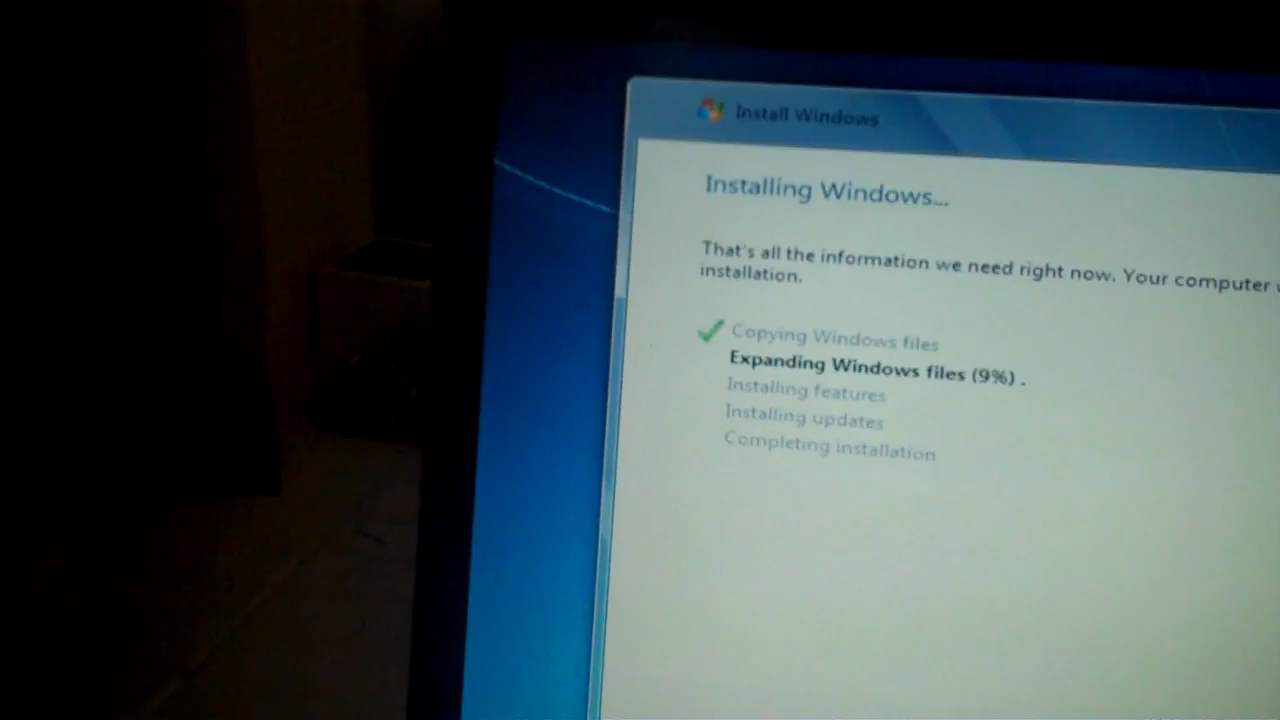 Install Windows
Installing Windows...
That's all the information we need right now. Your computer
installation.
Copying Windows files
Expanding Windows files (9%) .
Installing features
Installing updates
Completing installation